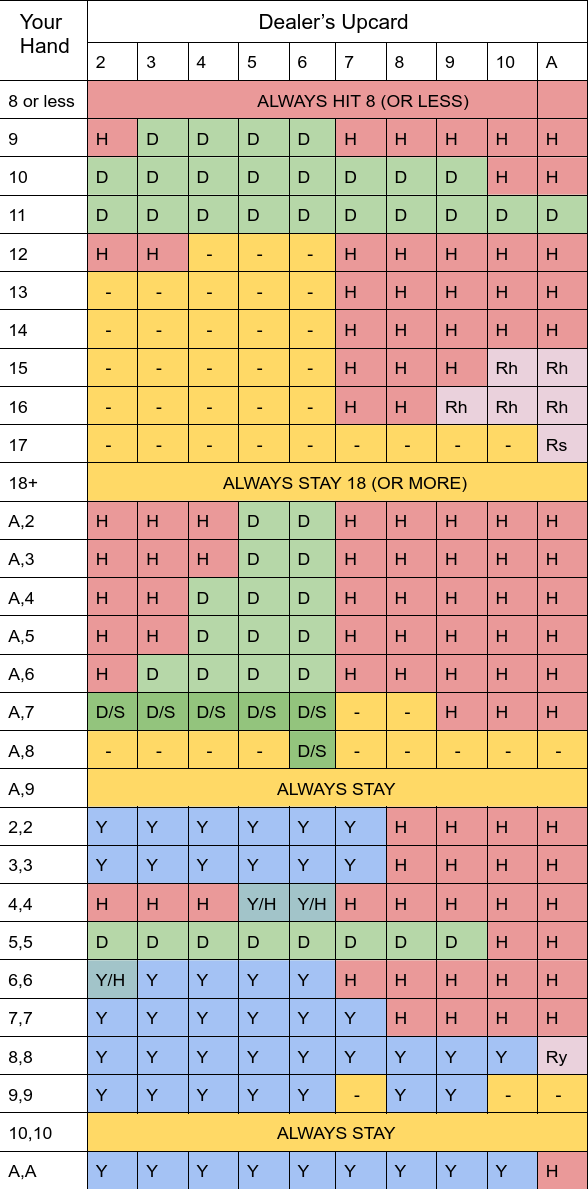 Your Dealer's Upcard
Hand 2 3 4 5 6 7 8 9 10 A
8 or less ALWAYS HIT 8 (OR LESS)
9 H D D D D H H H H H
10 D D D D D D D D H H
11 D D D D D D D D D D
12 H H - - - H H H H H
13 - - - - - H H H H H
14 - - - - - H H H H H
15 - - - - - H H H Rh Rh
16 - - - - - H H Rh Rh Rh
17 - - - - - - - - - Rs
18+ ALWAYS STAY 18 (OR MORE)
A,2 H H H D D H H H H H
A,3 H H H D D H H H H H
A,4 H H D D D H H H H H
A,5 H H D D D H H H H H
A,6 H D D D D H H H H H
A,7 D/S D/S D/S D/S D/S - - H H H
A,8 - - - - D/S - - - - -
A,9 ALWAYS STAY
2,2 Y Y Y Y Y Y H H H H
3,3 Y Y Y Y Y Y H H H H
4,4 H H H Y/H Y/H H H H H H
5,5 D D D D D D D D H H
6,6 Y/H Y Y Y Y H H H H H
7,7 Y Y Y Y Y Y H H H H
8,8 Y Y Y Y Y Y Y Y Y Ry
9,9 Y Y Y Y Y - Y Y - -
10,10 ALWAYS STAY
A,A Y Y Y Y Y Y Y Y Y H